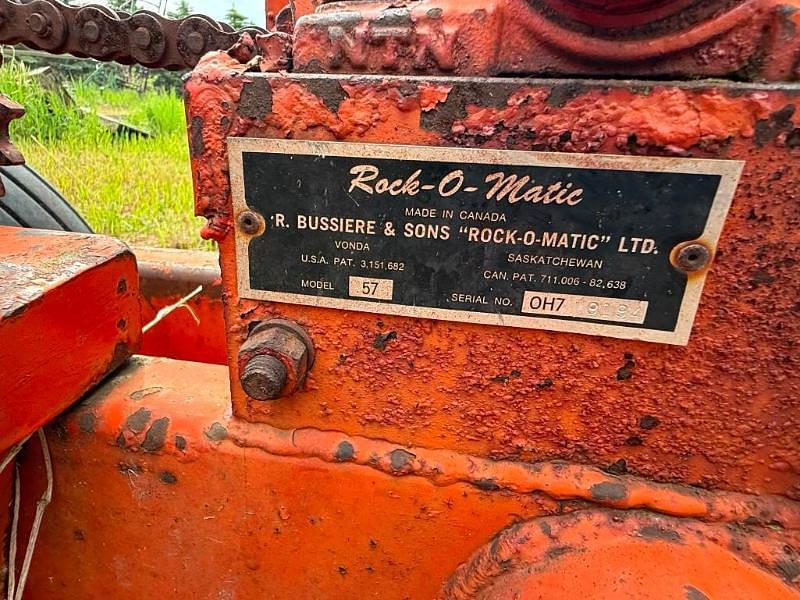 NTN
Rock-O-Matic
MADE IN CANADA
R. BUSSIERE & SONS "ROCK-O-MATIC" LTD.
VONDA SASKATCHEWAN
U.S.A. PAT. 3,151,682 CAN. PAT. 711.006 - 82,638
MODEL 57 SERIAL NO. OH7